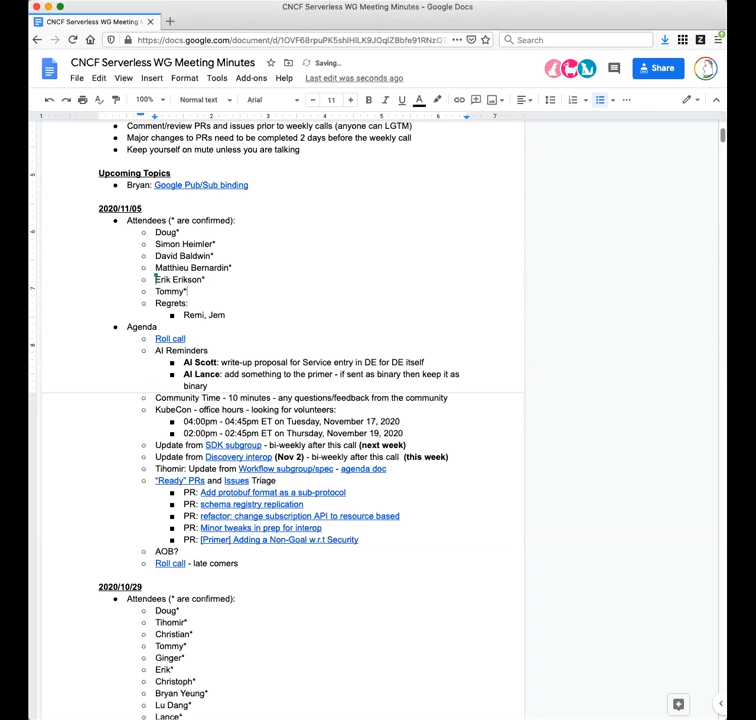 CNCF Serverless WG Meeting Minutes - Google Docs
CNCF Serverless WG Meeting M
https://docs.google.com/document/d/1OVF68rpuPK5shIHlLK9JOqlZBbfe91RNzQ7
Search
CNCF Serverless WG Meeting Minutes
Saving...
File Edit View Insert Format Tools Add-ons Help Last edit was seconds ago
Share
100% Normal text Arial 11 B I U A
1 1 2 3 4 5 6 7
Comment/review PRs and issues prior to weekly calls (anyone can LGTM)
Major changes to PRs need to be completed 2 days before the weekly call
Keep yourself on mute unless you are talking
Upcoming Topics
Bryan: Google Pub/Sub binding
2020/11/05
Attendees (* are confirmed):
Doug*
Simon Heimler*
David Baldwin*
Matthieu Bernardin*
Erik Erikson*
Tommy*
Regrets:
Remi, Jem
Agenda
Roll call
AI Reminders
AI Scott: write-up proposal for Service entry in DE for DE itself
AI Lance: add something to the primer - if sent as binary then keep it as
binary
Community Time - 10 minutes - any questions/feedback from the community
KubeCon - office hours - looking for volunteers:
04:00pm - 04:45pm ET on Tuesday, November 17, 2020
02:00pm - 02:45pm ET on Thursday, November 19, 2020
Update from SDK subgroup - bi-weekly after this call (next week)
Update from Discovery interop (Nov 2) - bi-weekly after this call (this week)
Tihomir: Update from Workflow subgroup/spec - agenda doc
“Ready” PRs and Issues Triage
PR: Add protobuf format as a sub-protocol
PR: schema registry replication
PR: refactor: change subscription API to resource based
PR: Minor tweaks in prep for interop
PR: [Primer] Adding a Non-Goal w.r.t Security
AOB?
Roll call - late comers
2020/10/29
Attendees (* are confirmed):
Doug*
Tihomir*
Christian*
Tommy*
Ginger*
Erik*
Christoph*
Bryan Yeung*
Lu Dang*
Lance*